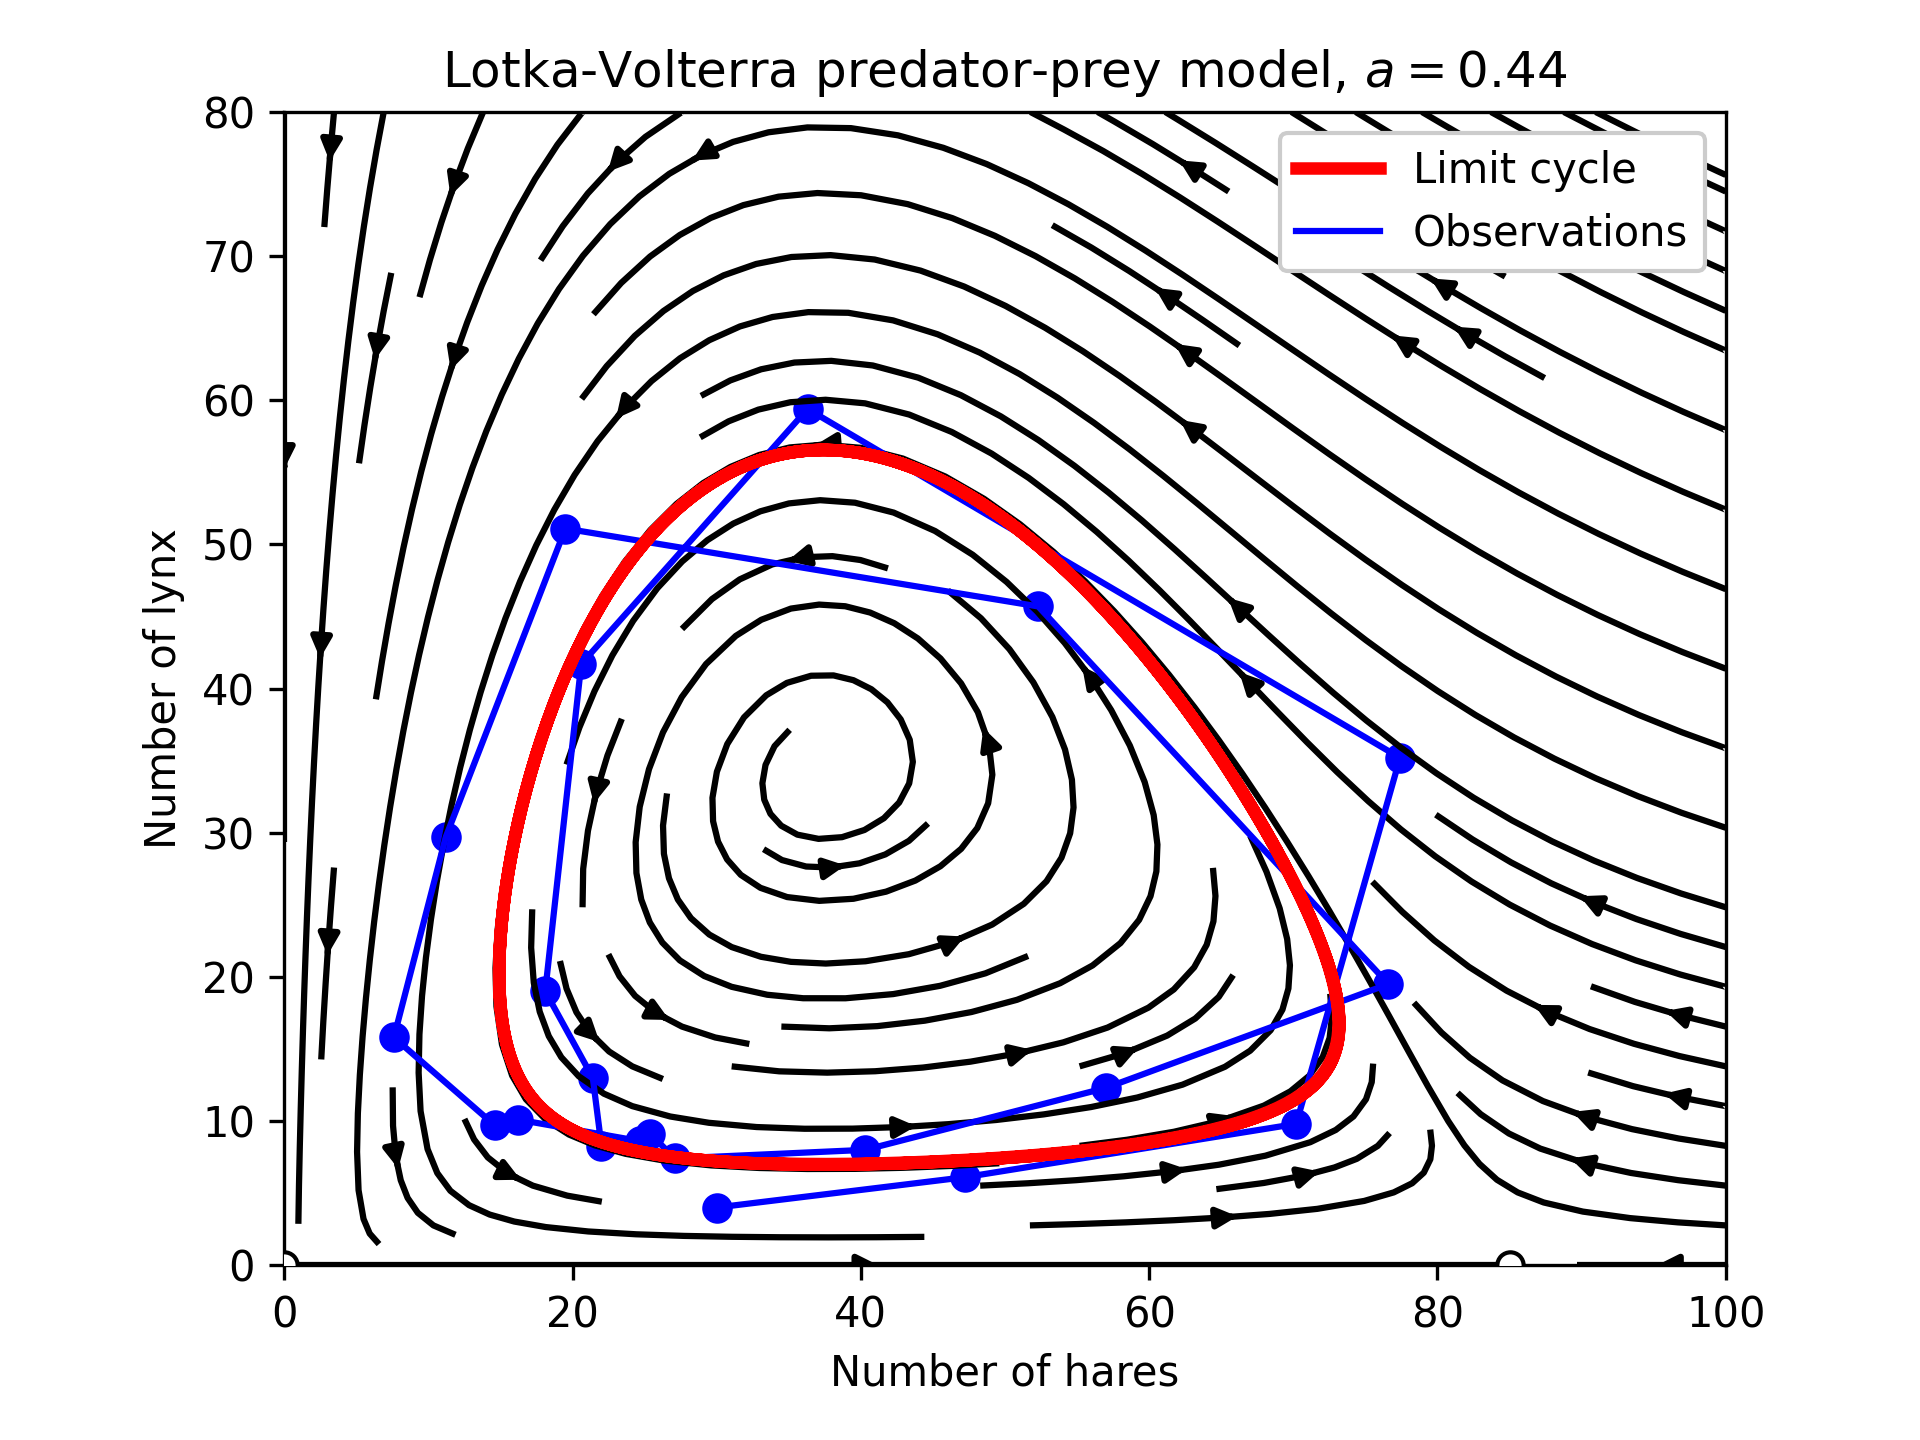 Lotka-Volterra predator-prey model, a = 0.44
Limit cycle
Observations
80
70
60
50
40
30
20
10
0
Number of lynx
0 20 40 60 80 100
Number of hares